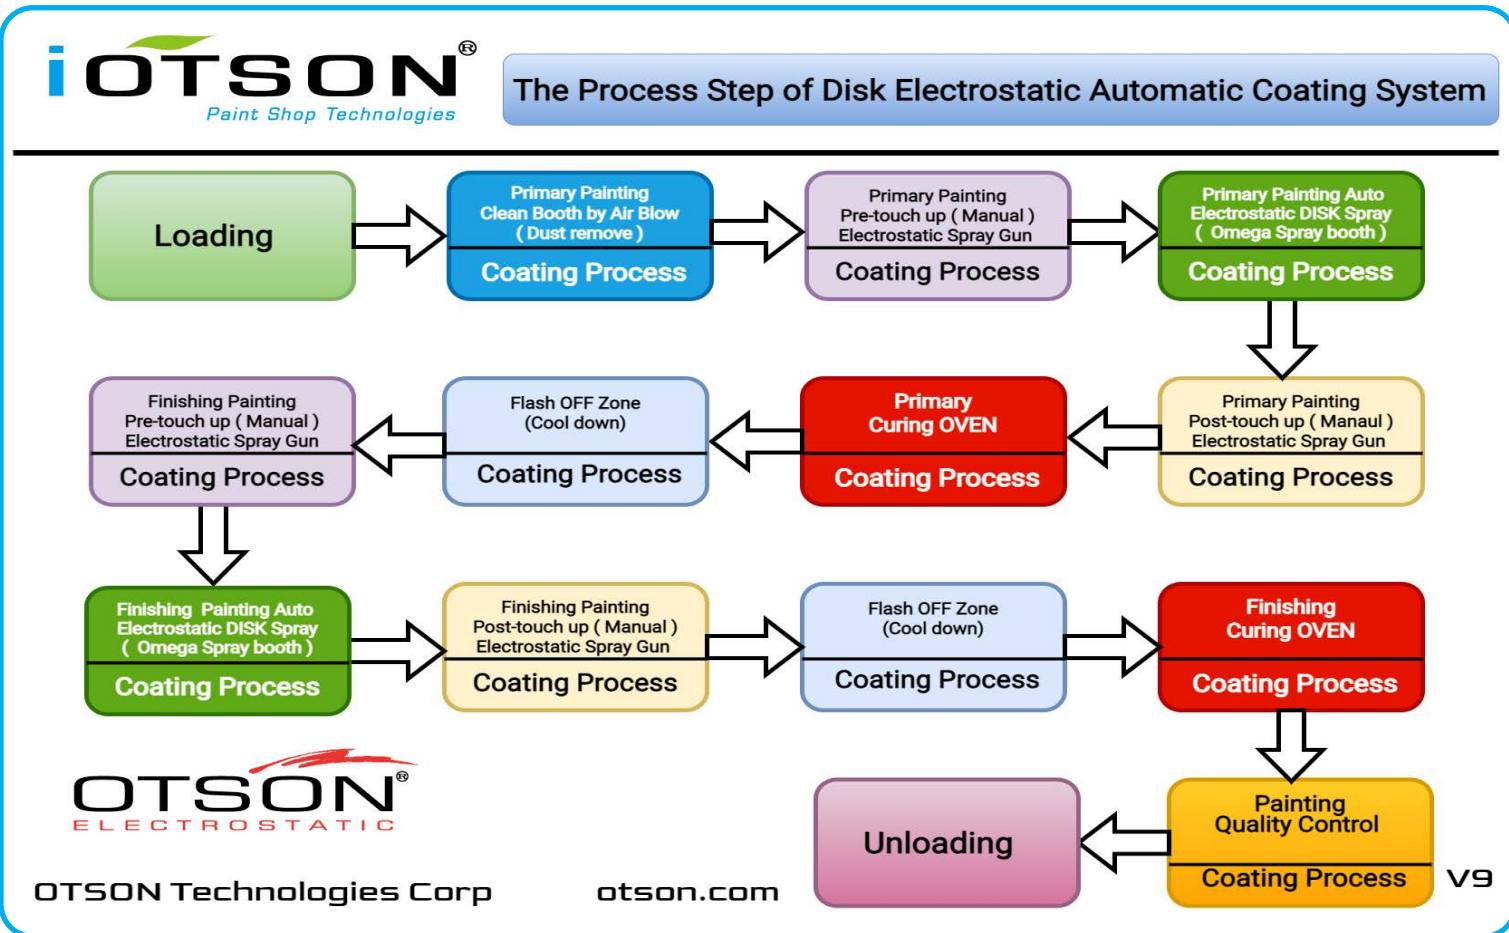 iOTSON®
Paint Shop Technologies
The Process Step of Disk Electrostatic Automatic Coating System
Loading
Primary Painting
Clean Booth by Air Blow
( Dust remove )
Coating Process
Primary Painting
Pre-touch up ( Manual )
Electrostatic Spray Gun
Coating Process
Primary Painting Auto
Electrostatic DISK Spray
( Omega Spray booth )
Coating Process
Primary Painting
Post-touch up ( Manaul )
Electrostatic Spray Gun
Coating Process
Primary
Curing OVEN
Coating Process
Flash OFF Zone
(Cool down)
Coating Process
Finishing Painting
Pre-touch up ( Manual )
Electrostatic Spray Gun
Coating Process
Finishing Painting Auto
Electrostatic DISK Spray
( Omega Spray booth )
Coating Process
Finishing Painting
Post-touch up ( Manual )
Electrostatic Spray Gun
Coating Process
Flash OFF Zone
(Cool down)
Coating Process
Finishing
Curing OVEN
Coating Process
Painting
Quality Control
Coating Process
Unloading
OTSON®
ELECTROSTATIC
OTSON Technologies Corp
otson.com
V9